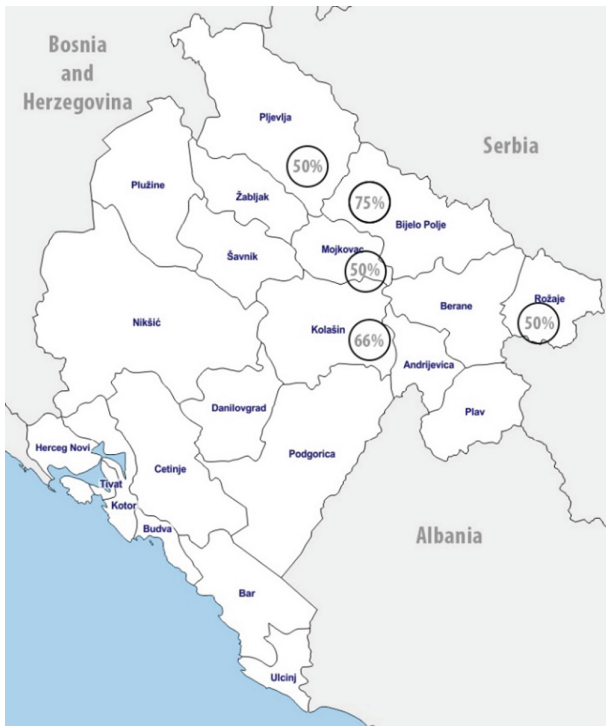 Bosnia
and
Herzegovina
Pljevlja
Serbia
50%
Plužine
Žabljak
75%
Bijelo Polje
Mojkovac
Šavnik
50%
Berane
Rožaje
Nikšić
Kolašin
50%
66%
Andrijevica
Danilovgrad
Plav
Herceg Novi
Podgorica
Cetinje
Tivat
Kotor
Budva
Albania
Bar
Ulcinj